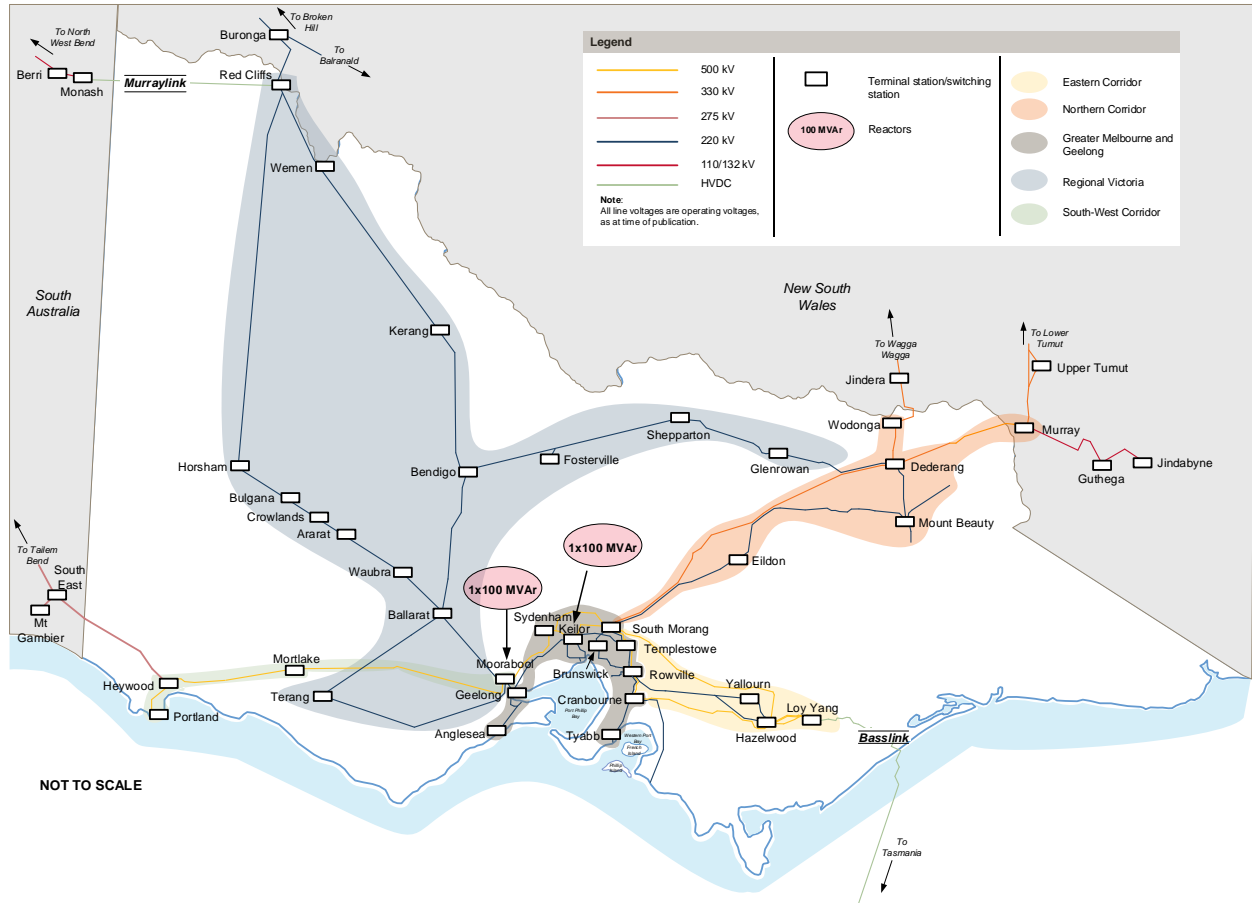 To Broken
Hill
Buronga
To
Balranald
To North
West Bend
Berri
Monash
Murraylink
Red Cliffs
Wemen
Legend
500 kV
330 kV
275 kV
220 kV
110/132 kV
HVDC
Note:
All line voltages are operating voltages,
as at time of publication.
Terminal station/switching
station
100 MVAr
Reactors
Eastern Corridor
Northern Corridor
Greater Melbourne and
Geelong
Regional Victoria
South-West Corridor
South
Australia
New South
Wales
Kerang
To Wagga
Wagga
Jindera
To Lower
Tumut
Upper Tumut
Wodonga
Murray
Shepparton
Glenrowan
Dederang
Guthega
Jindabyne
Horsham
Bendigo
Fosterville
Bulgana
Crowlands
Ararat
Mount Beauty
Eildon
To Tailem
Bend
South
East
Mt
Gambier
Waubra
Ballarat
1x100 MVAr
1x100 MVAr
Sydenham
Keilor
South Morang
Templestowe
Moorabool
Brunswick
Rowville
Mortlake
Heywood
Portland
Terang
Geelong
Cranbourne
Yallourn
Loy Yang
Hazelwood
Port Phillip
Bay
Anglesea
Tyabb
Western Port
Bay
French
Island
Phillip
Island
Basslink
NOT TO SCALE
To
Tasmania